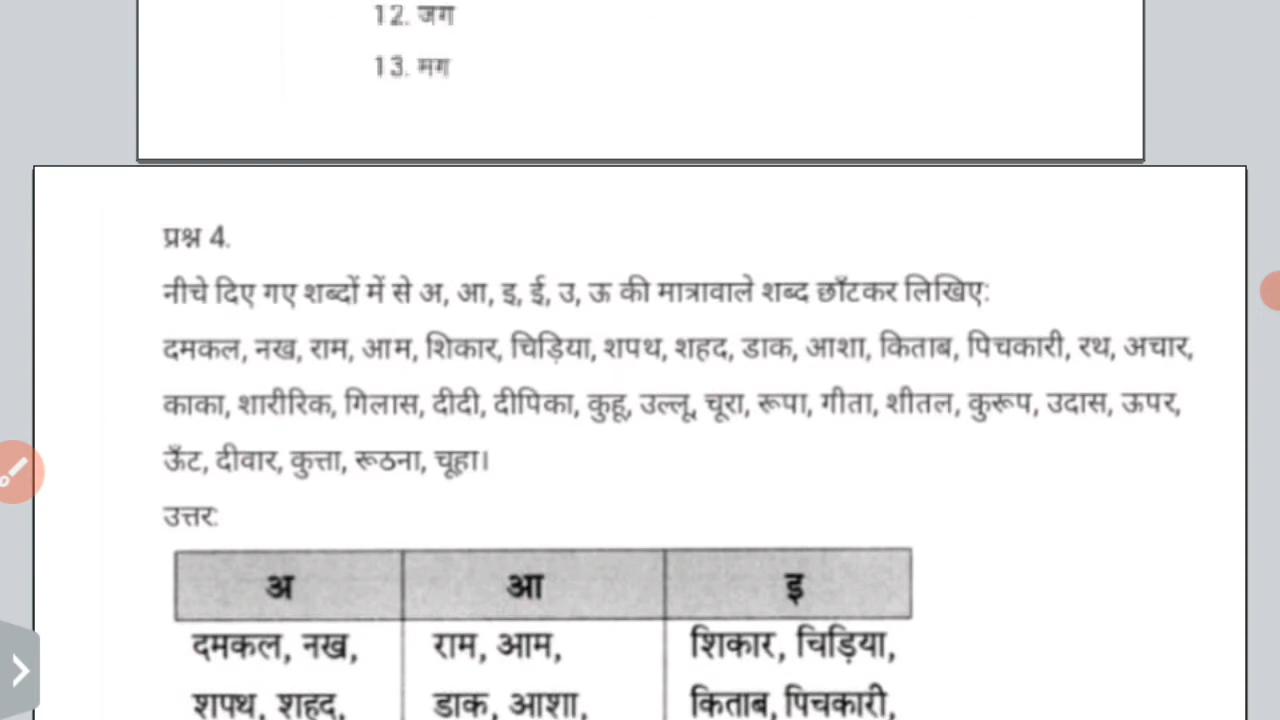 12. जग
13. मग
प्रश्न 4.
नीचे दिए गए शब्दों में से अ, आ, इ, ई, उ, ऊ की मात्रावाले शब्द छाँटकर लिखिए:
दमकल, नख, राम, आम, शिकार, चिड़िया, शपथ, शहद, डाक, आशा, किताब, पिचकारी, रथ, अचार,
काका, शारीरिक, गिलास, दीदी, दीपिका, कुहू, उल्लू, चूरा, रूपा, गीता, शीतल, कुरूप, उदास, ऊपर,
ऊँट, दीवार, कुत्ता, रूठना, चूहा।
उत्तर:
अ आ इ
दमकल, नख, राम, आम, शिकार, चिड़िया,
शपथ, शहद, डाक, आशा, किताब, पिचकारी,